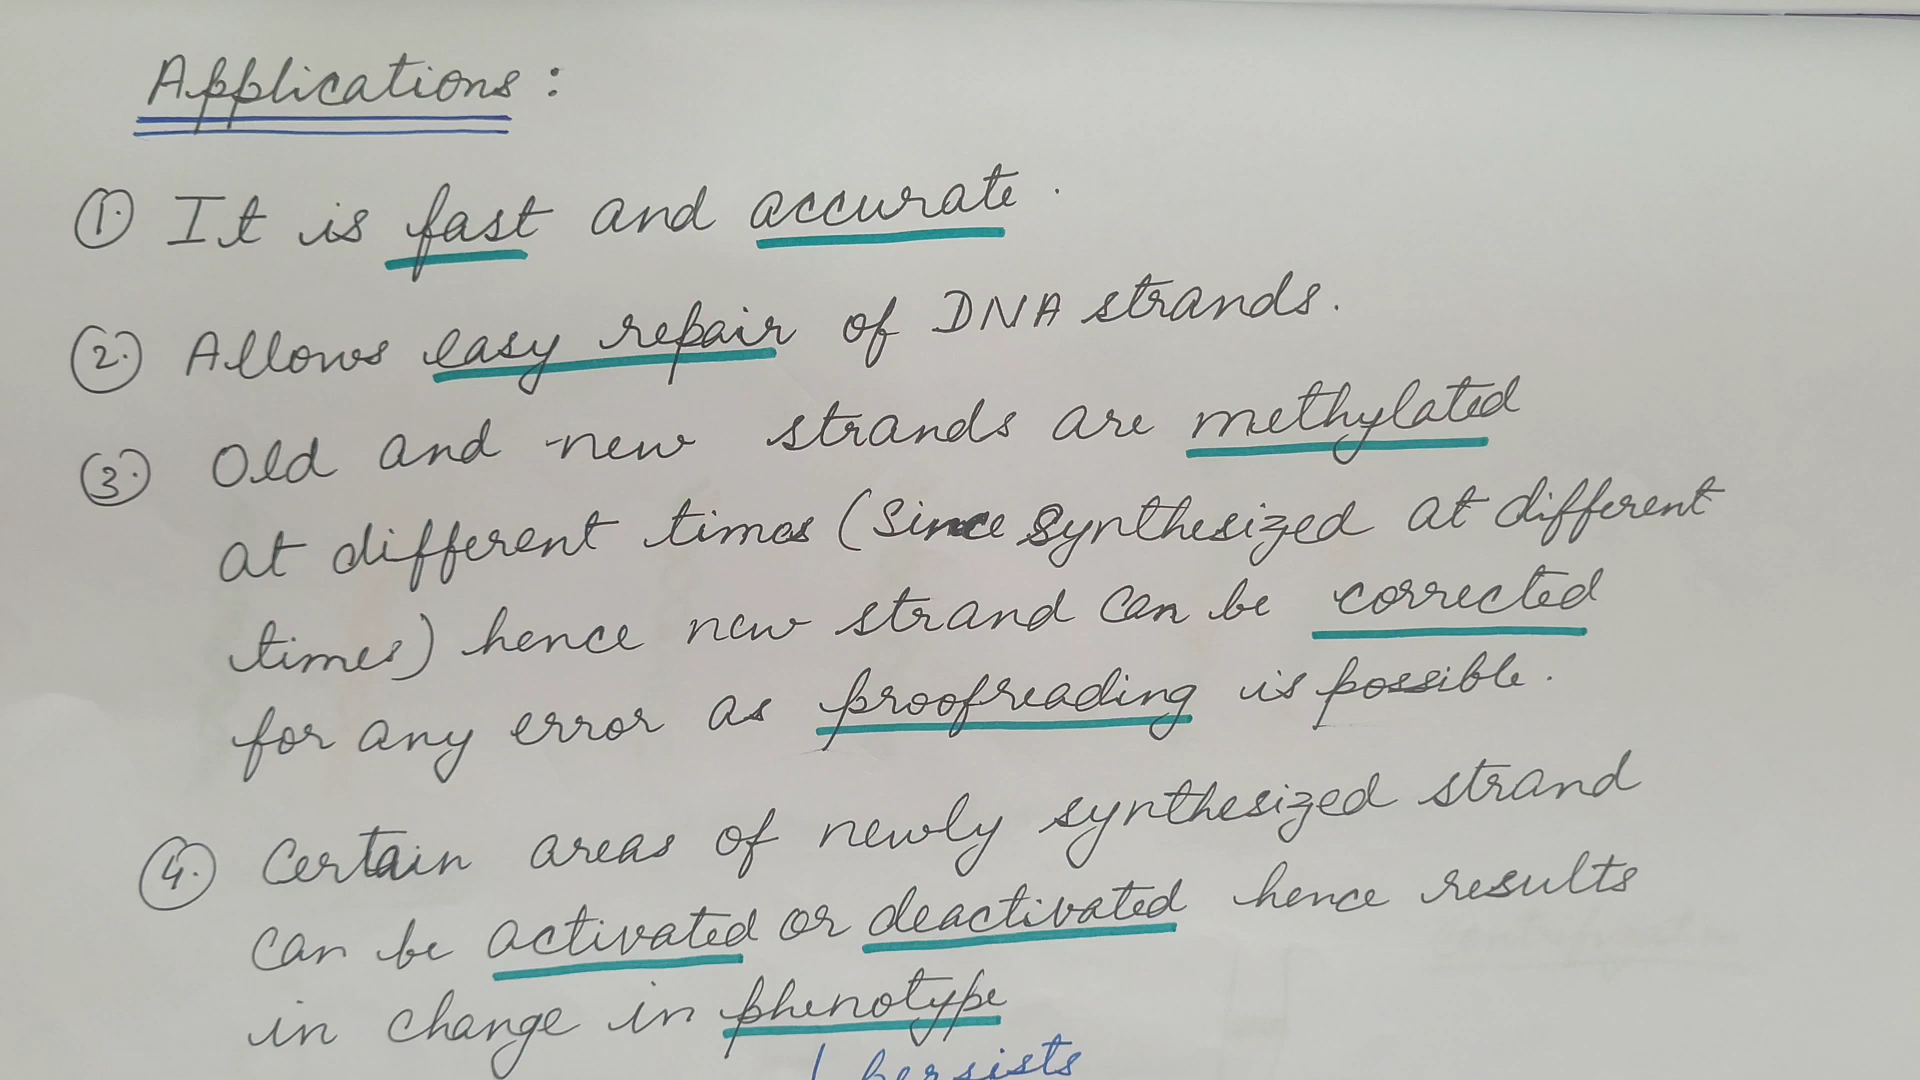 Applications:
1. It is fast and accurate.
2. Allows easy repair of DNA strands.
3. Old and new strands are methylated
at different times (Since synthesized at different
times) hence new strand can be corrected
for any error as proofreading is possible.
4. Certain areas of newly synthesized strand
can be activated or deactivated hence results
in change in phenotype
persists